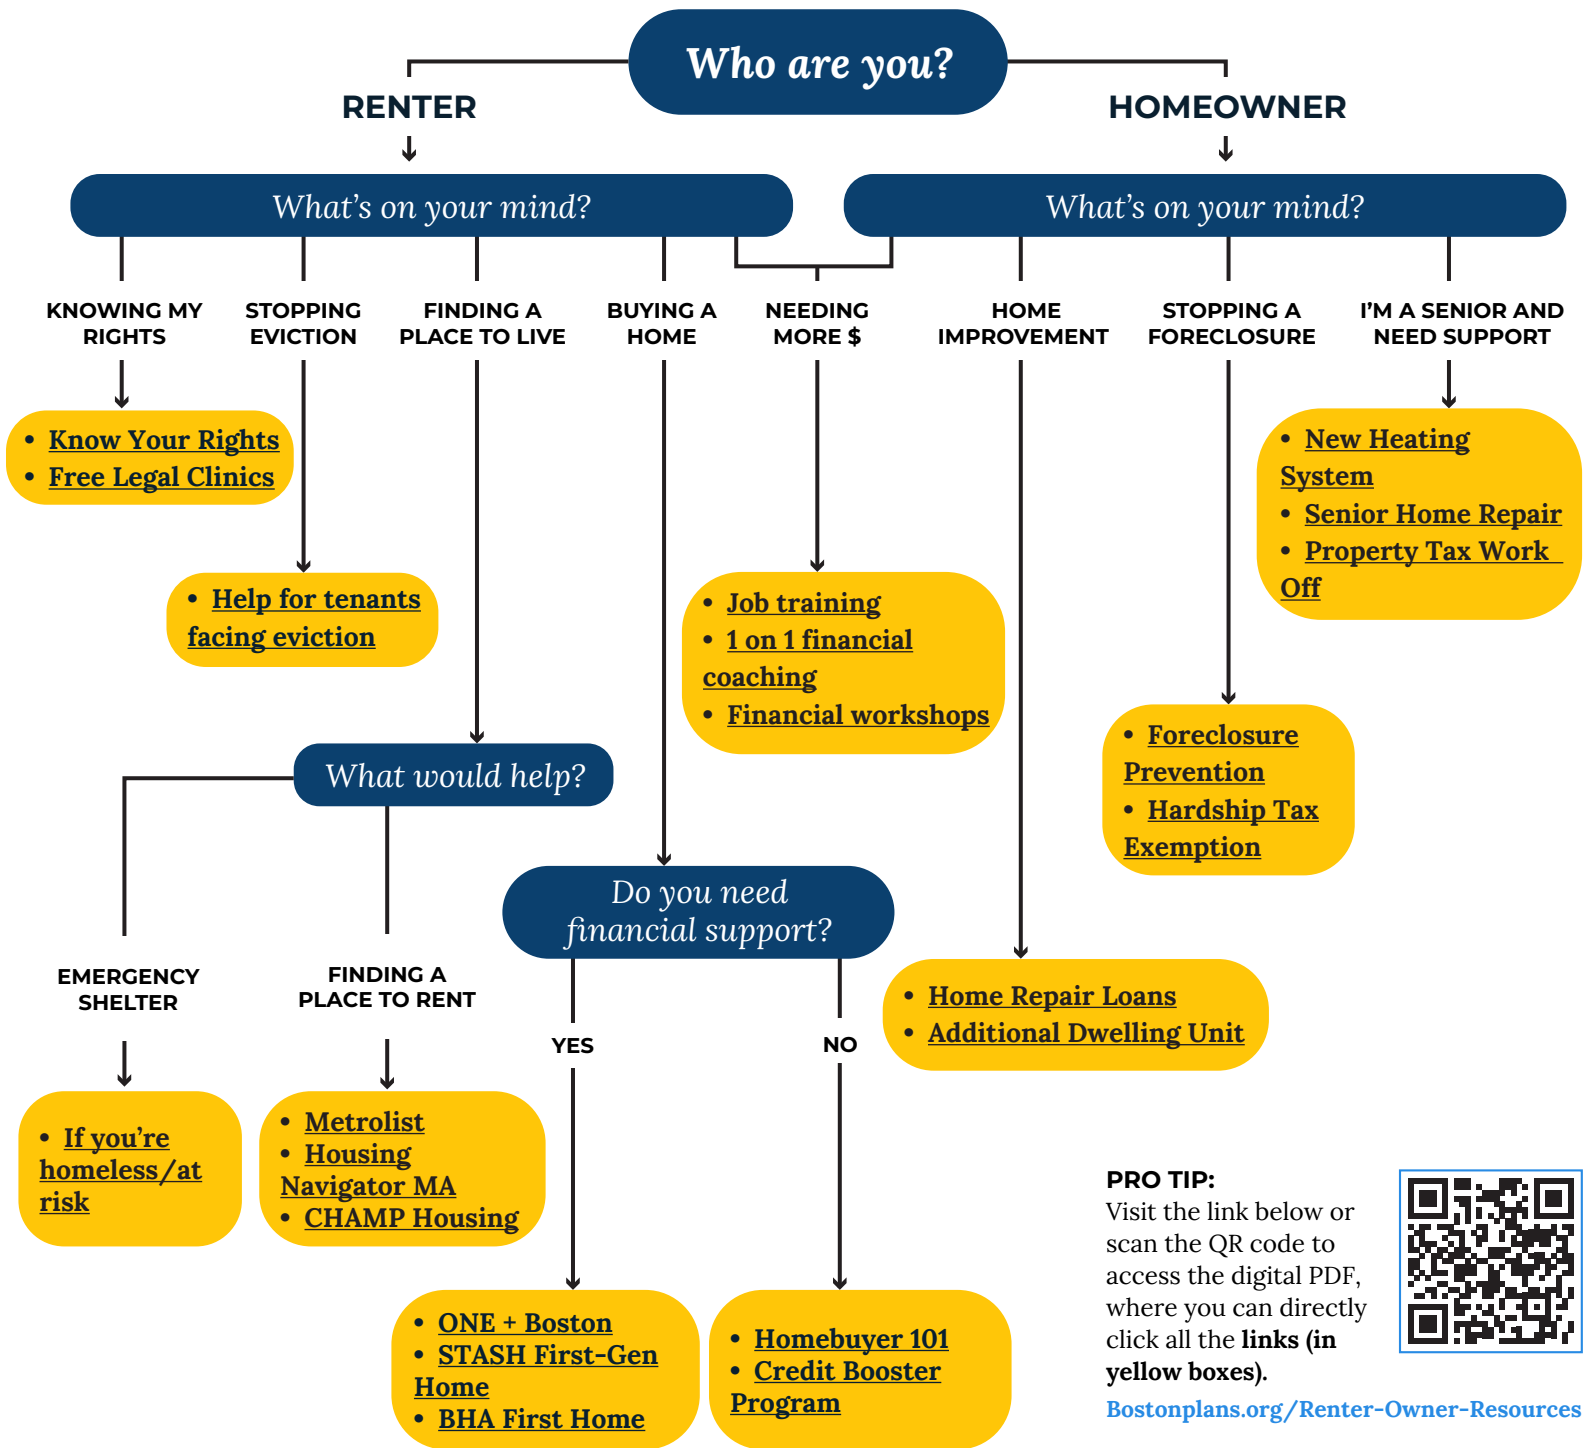 Who are you?
RENTER
HOMEOWNER
What's on your mind?
What's on your mind?
KNOWING MY
RIGHTS
STOPPING
EVICTION
FINDING A
PLACE TO LIVE
BUYING A
HOME
NEEDING
MORE $
HOME
IMPROVEMENT
STOPPING A
FORECLOSURE
I'M A SENIOR AND
NEED SUPPORT
• Know Your Rights
• Free Legal Clinics
• New Heating
System
• Senior Home Repair
• Property Tax Work
Off
• Help for tenants
facing eviction
• Job training
• 1 on 1 financial
coaching
• Financial workshops
• Foreclosure
Prevention
• Hardship Tax
Exemption
What would help?
Do you need
financial support?
EMERGENCY
SHELTER
FINDING A
PLACE TO RENT
YES
NO
• Home Repair Loans
• Additional Dwelling Unit
• If you're
homeless/at
risk
• Metrolist
• Housing
Navigator MA
• CHAMP Housing
• ONE + Boston
• STASH First-Gen
Home
• BHA First Home
• Homebuyer 101
• Credit Booster
Program
PRO TIP:
Visit the link below or
scan the QR code to
access the digital PDF,
where you can directly
click all the links (in
yellow boxes).
Bostonplans.org/Renter-Owner-Resources